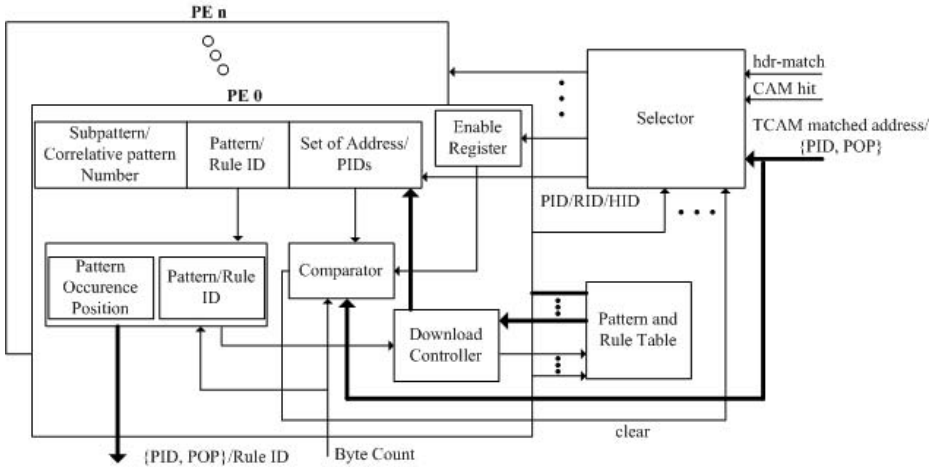 PE n
PE 0
hdr-match
CAM hit
TCAM matched address/
{PID, POP}
Selector
Enable
Register
Subpattern/
Correlative pattern
Number
Pattern/
Rule ID
Set of Address/
PIDs
PID/RID/HID
Pattern
Occurence
Position
Pattern/Rule
ID
Comparator
Download
Controller
Pattern and
Rule Table
clear
{PID, POP}/Rule ID
Byte Count